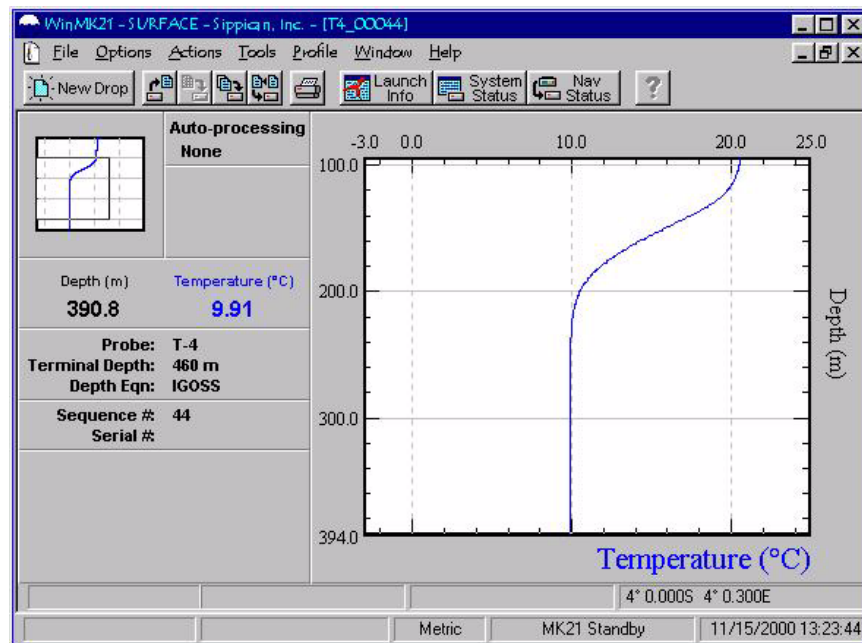 WinMK21 - SURFACE - Sippican, Inc. - [T4_00044]
File Options Actions Tools Profile Window Help
New Drop
Launch Info
System Status
Nav Status
?
Auto-processing
None
Depth (m)
390.8
Temperature (°C)
9.91
Probe: T-4
Terminal Depth: 460 m
Depth Eqn: IGOSS
Sequence #: 44
Serial #:
-3.0 0.0 10.0 20.0 25.0
100.0
200.0
300.0
394.0
Depth (m)
Temperature (°C)
4° 0.000S 4° 0.300E
Metric
MK21 Standby
11/15/2000 13:23:44